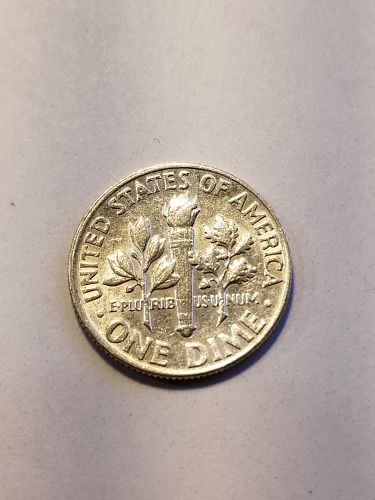 UNITED STATES OF AMERICA
E·PLURIBUS·UNUM
· ONE DIME ·